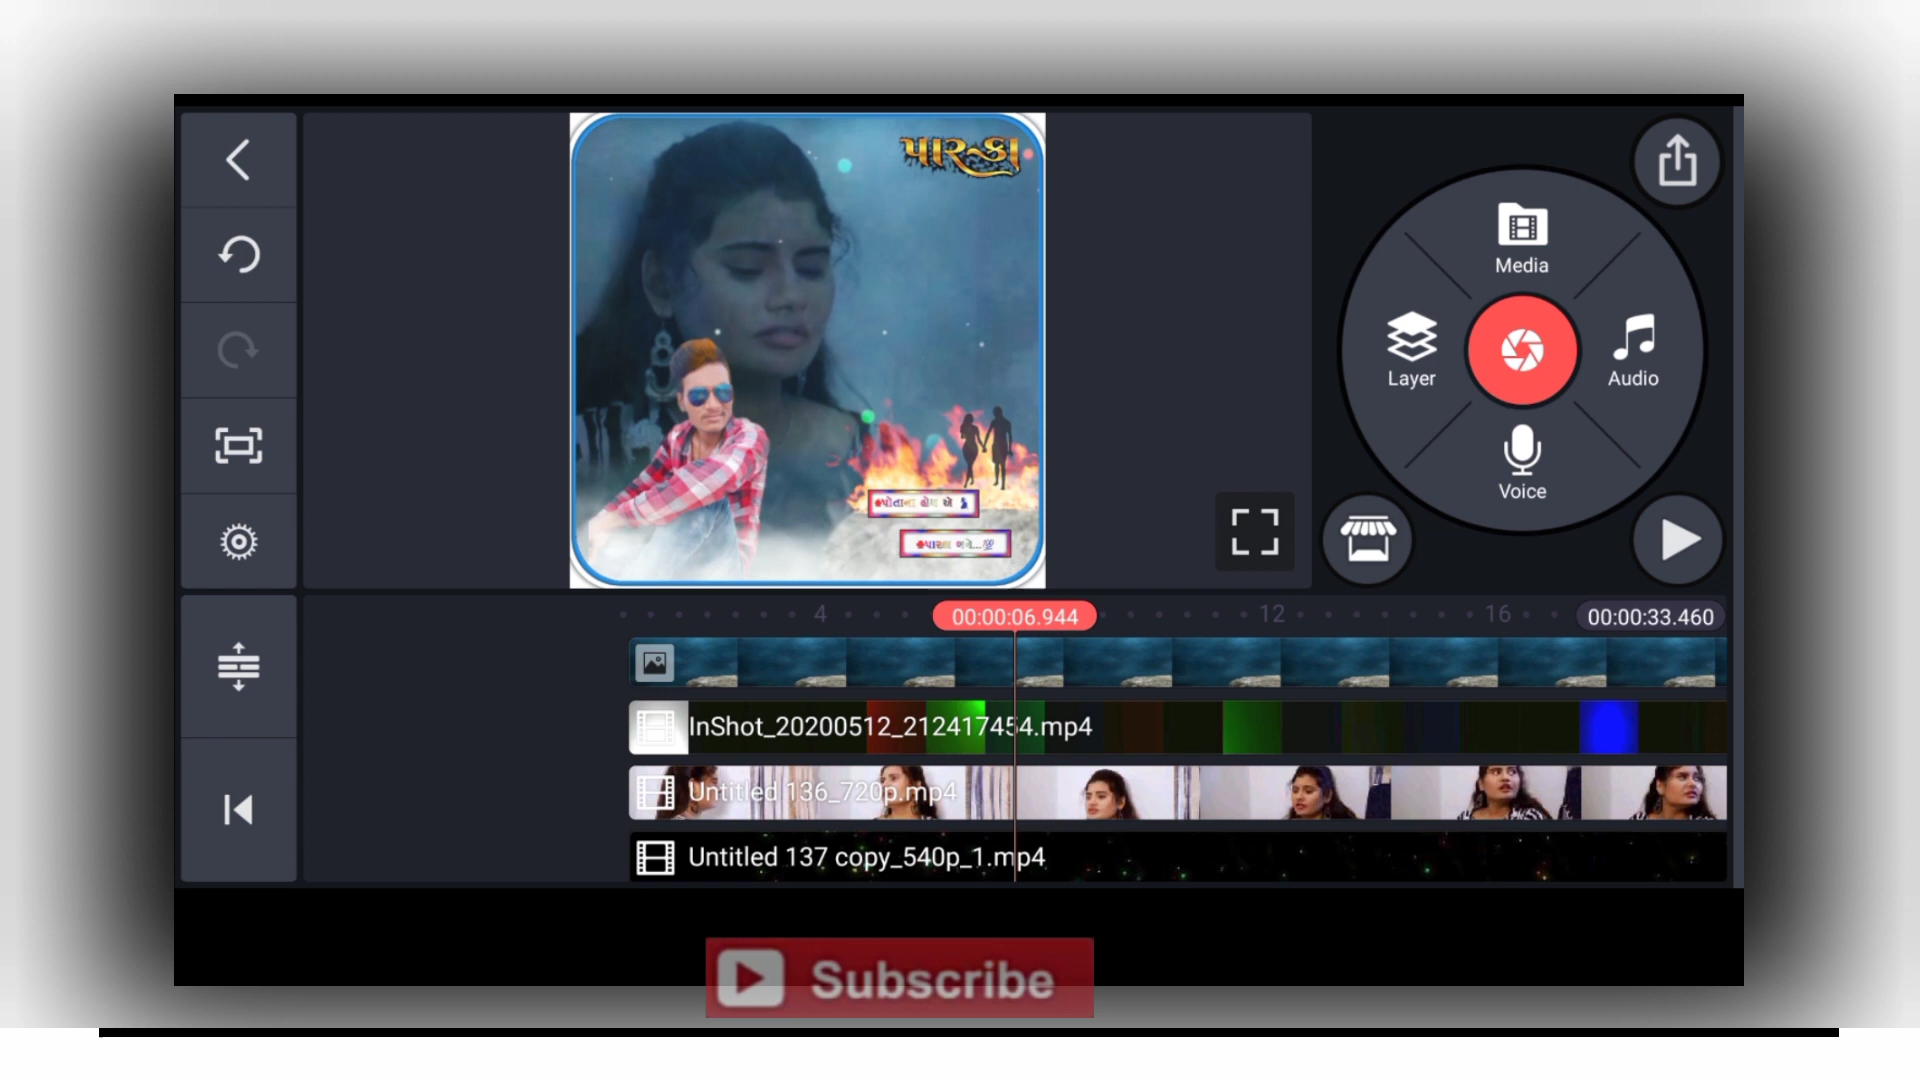 પારકા
Media
Layer
Audio
Voice
4
00:00:06.944
12
16
00:00:33.460
InShot_20200512_212417454.mp4
Untitled 136_720p.mp4
Untitled 137 copy_540p_1.mp4
Subscribe